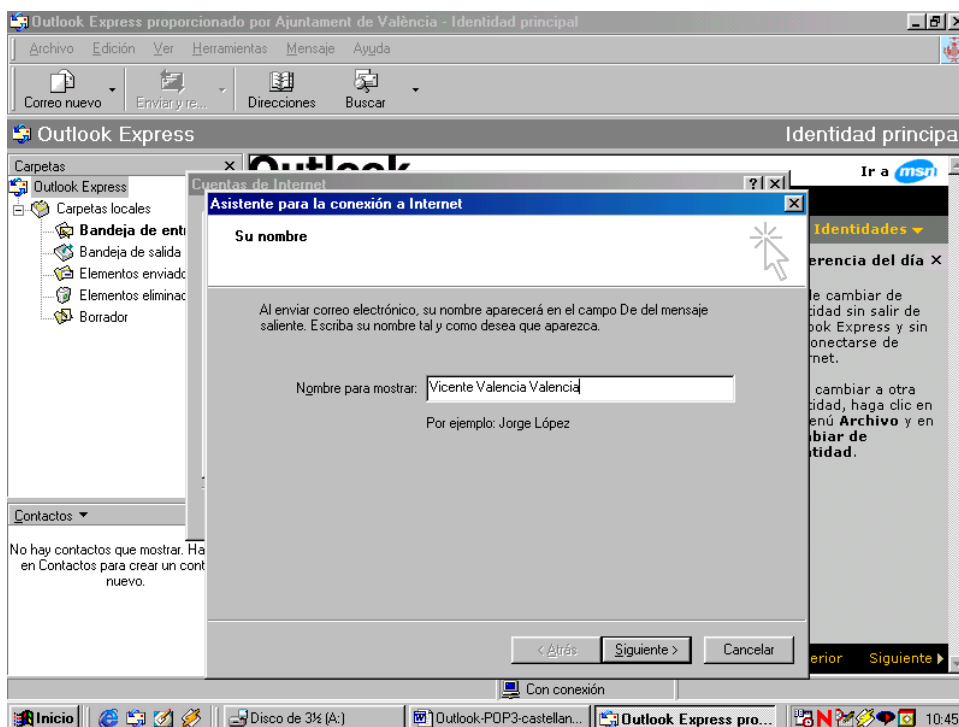 Outlook Express proporcionado por Ajuntament de València - Identidad principal
Archivo Edición Ver Herramientas Mensaje Ayuda
Correo nuevo Enviar y re... Direcciones Buscar
Outlook Express Identidad principa
Carpetas
Outlook Express
Carpetas locales
Bandeja de entr
Bandeja de salida
Elementos enviado
Elementos eliminac
Borrador
Contactos
No hay contactos que mostrar. Ha
en Contactos para crear un cont
nuevo.
Outlook
Ir a msn
Identidades
erencia del día
de cambiar de
tidad sin salir de
ook Express y sin
onectarse de
rnet.
cambiar a otra
tidad, haga clic en
enú Archivo y en
biar de
tidad.
erior Siguiente
Cuentas de Internet
Asistente para la conexión a Internet
Su nombre
Al enviar correo electrónico, su nombre aparecerá en el campo De del mensaje
saliente. Escriba su nombre tal y como desea que aparezca.
Nombre para mostrar: Vicente Valencia Valencia
Por ejemplo: Jorge López
< Atrás Siguiente > Cancelar
Con conexión
Inicio Disco de 3½ (A:) Outlook-POP3-castellan... Outlook Express pro... 10:45